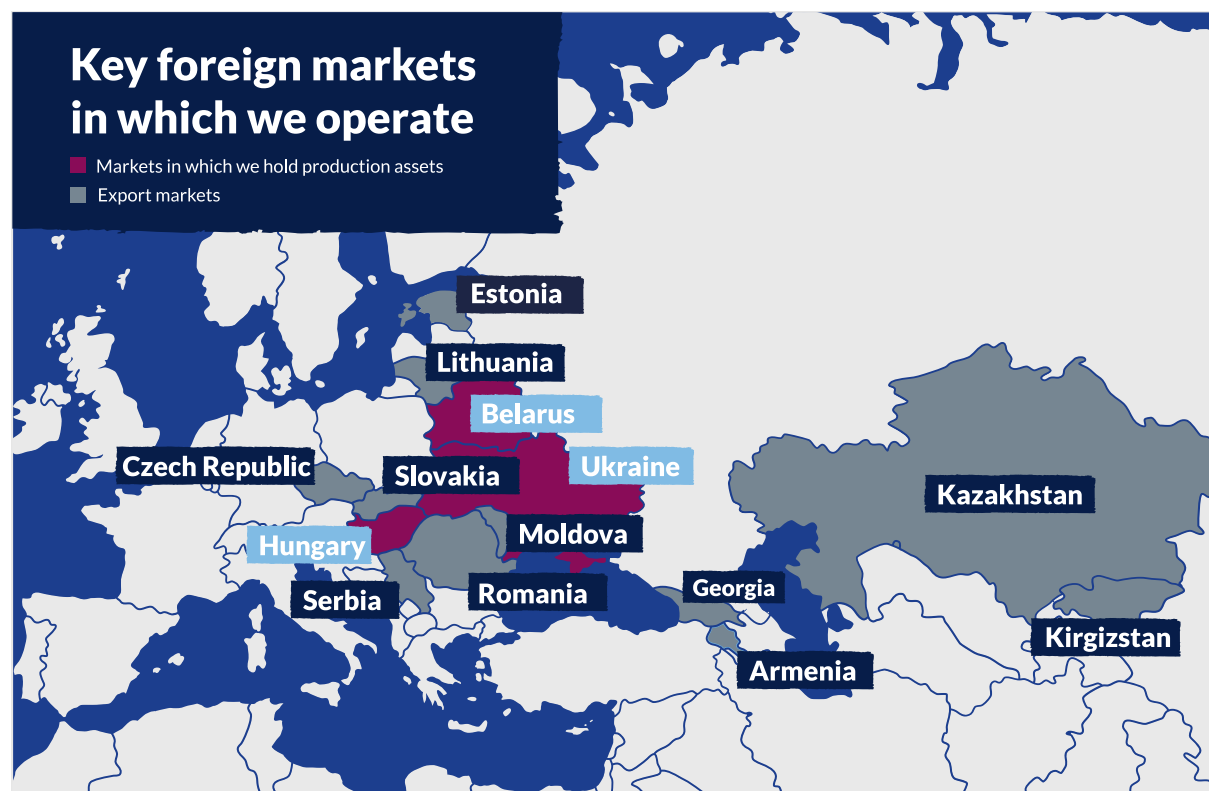 Key foreign markets
in which we operate
Markets in which we hold production assets
Export markets
Estonia
Lithuania
Belarus
Czech Republic
Slovakia
Ukraine
Kazakhstan
Moldova
Hungary
Georgia
Serbia
Romania
Kirgizstan
Armenia